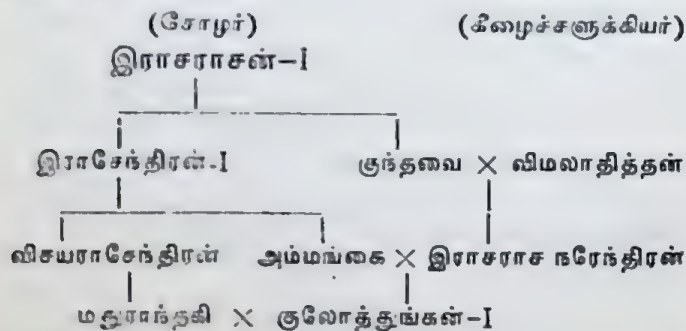 (சோழர்) (கீழைச்சளுக்கியர்)
இராசராசன்-I
இராசேந்திரன்-I குந்தவை × விமலாதித்தன்
விசயராசேந்திரன் அம்மங்கை × இராசராச நரேந்திரன்
மதுராந்தகி × குலோத்துங்கன்-I